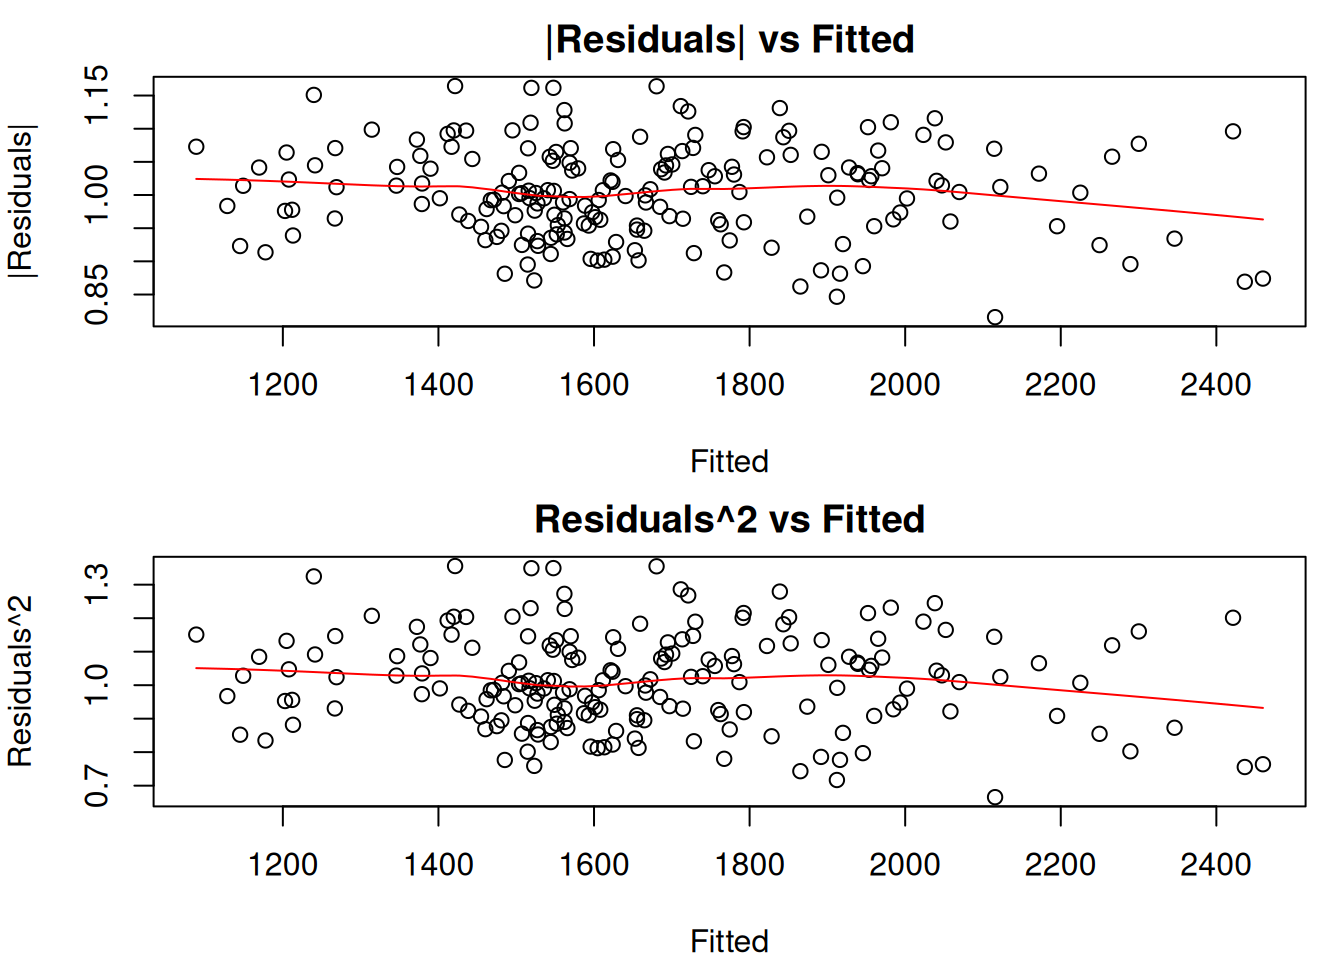 |Residuals| vs Fitted
|Residuals|
1.15
1.00
0.85
1200 1400 1600 1800 2000 2200 2400
Fitted
Residuals^2 vs Fitted
Residuals^2
1.3
1.0
0.7
1200 1400 1600 1800 2000 2200 2400
Fitted